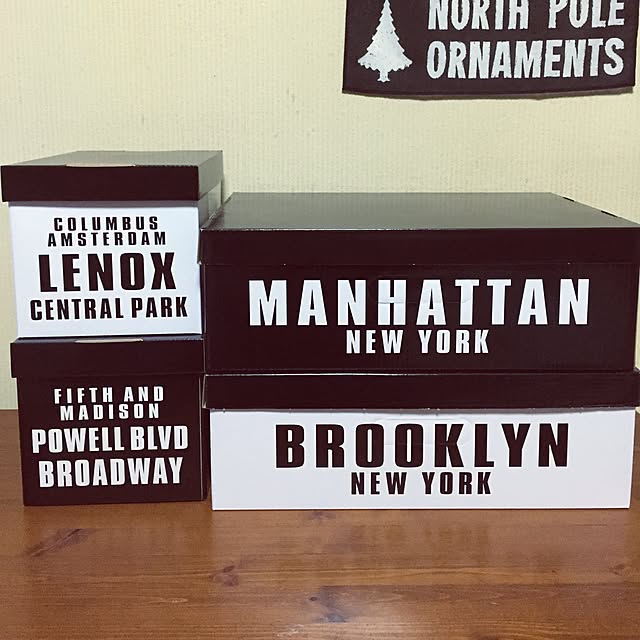 NORTH POLE
ORNAMENTS
COLUMBUS
AMSTERDAM
LENOX
CENTRAL PARK
MANHATTAN
NEW YORK
FIFTH AND
MADISON
POWELL BLVD
BROADWAY
BROOKLYN
NEW YORK